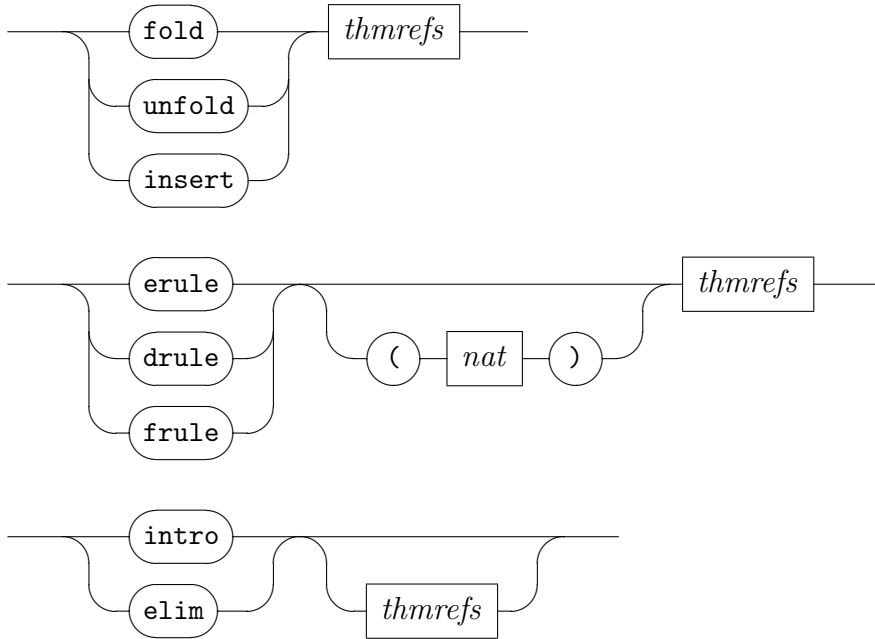 fold thmrefs
unfold
insert
erule thmrefs
drule ( nat )
frule
intro
elim thmrefs